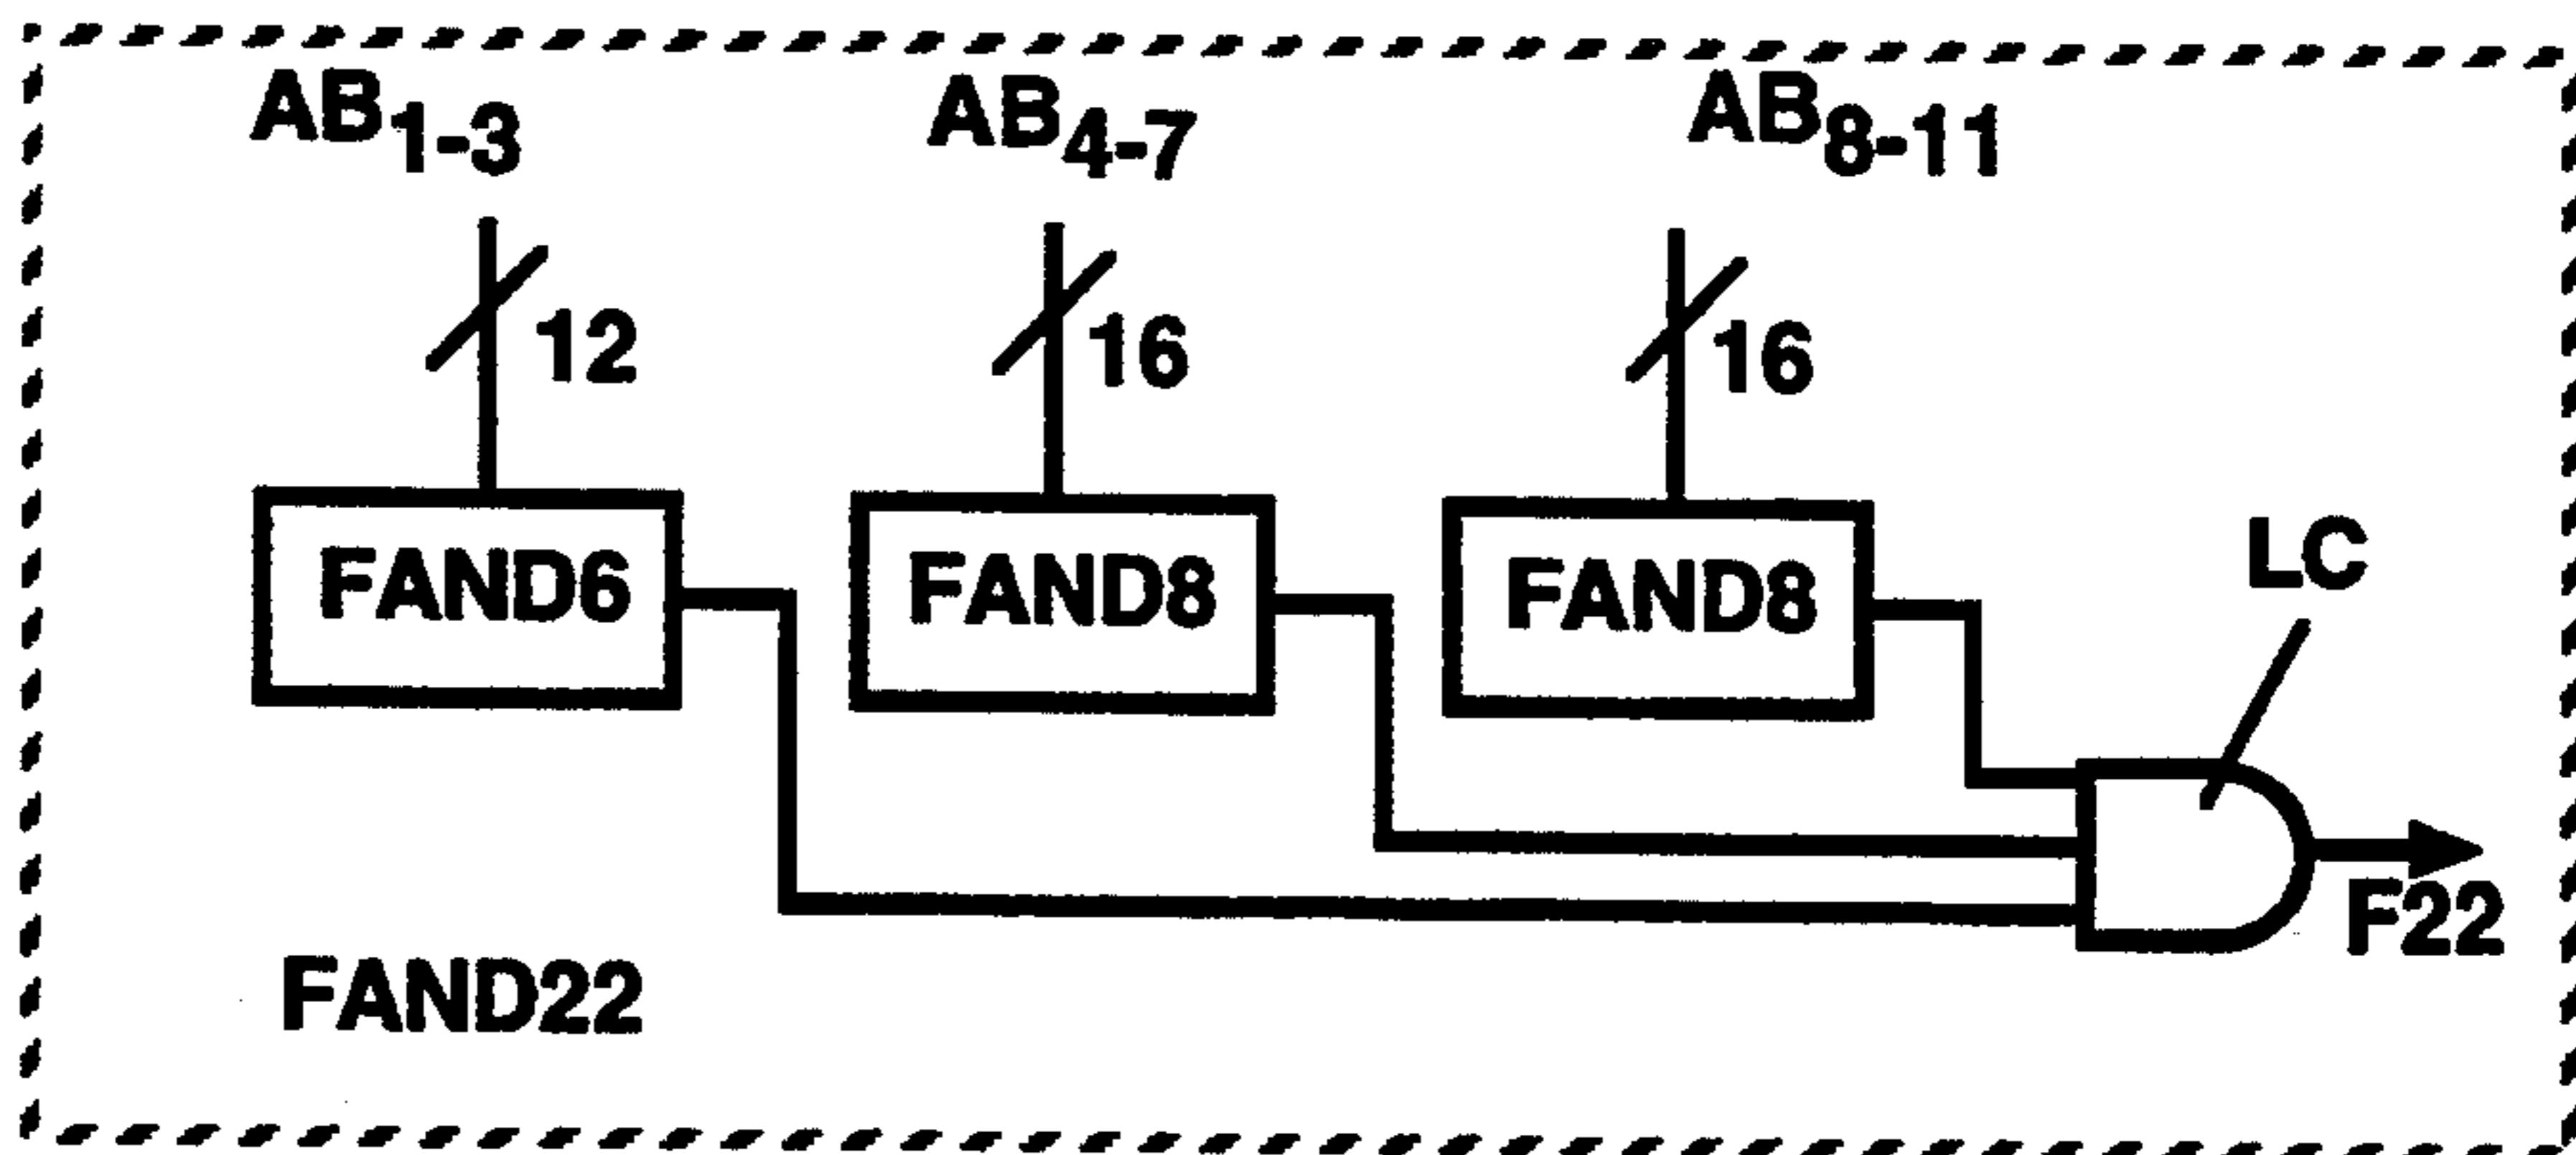 AB1-3 AB4-7 AB8-11
12 16 16
FAND6 FAND8 FAND8 LC
F22
FAND22